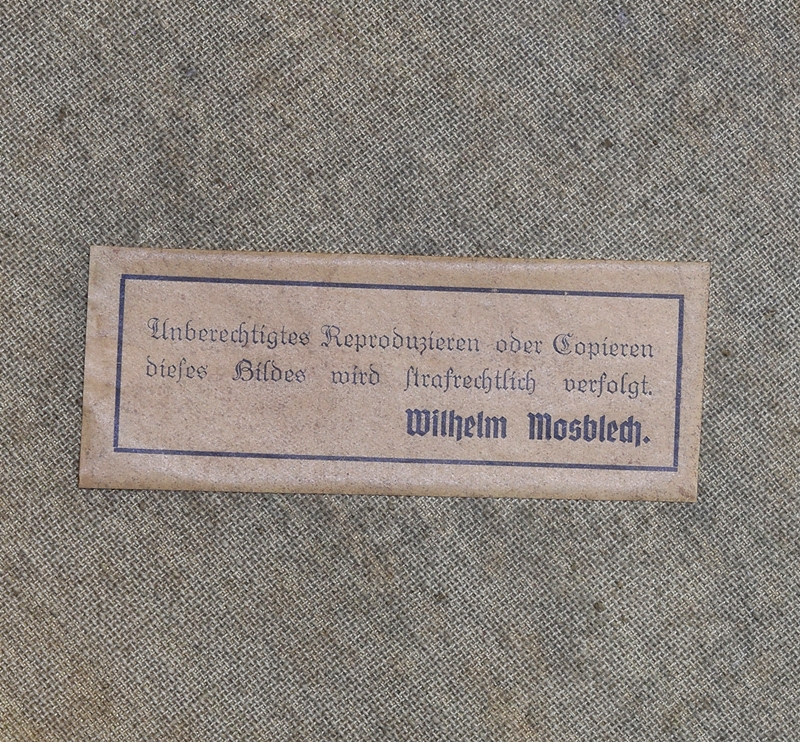 Unberechtigtes Reproduzieren oder Copieren
dieſes Bildes wird ſtrafrechtlich verfolgt.
Wilhelm Mosblech.